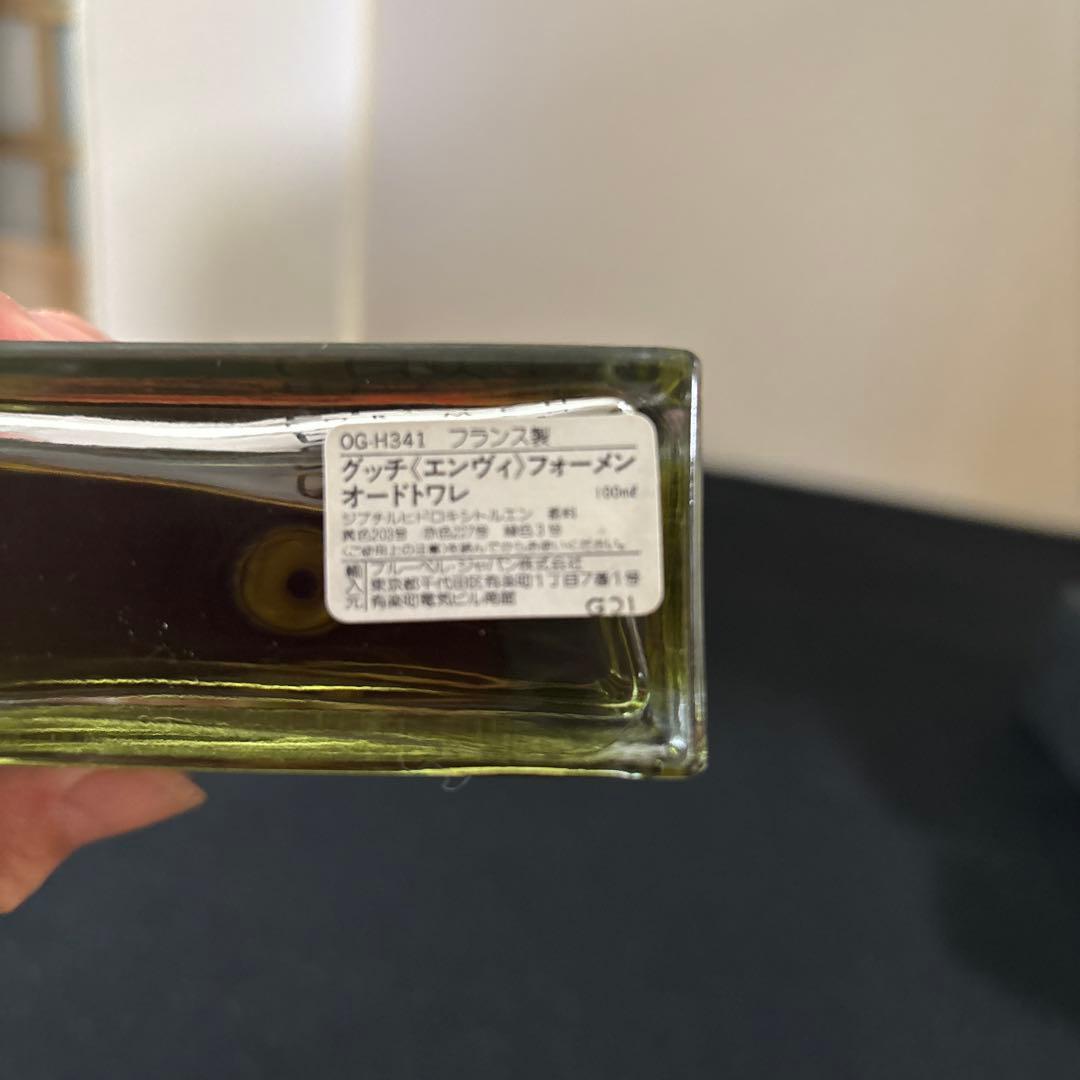 OG-H341 フランス製
グッチ〈エンヴィ〉フォーメン
オードトワレ 100mℓ
ジブチルヒドロキシトルエン 香料
黄色203号 赤色227号 緑色3号
〈ご使用上の注意〉を読んでからお使いください。
輸入元 ブルーベル・ジャパン株式会社
東京都千代田区有楽町1丁目7番1号
有楽町電気ビル南館
G21